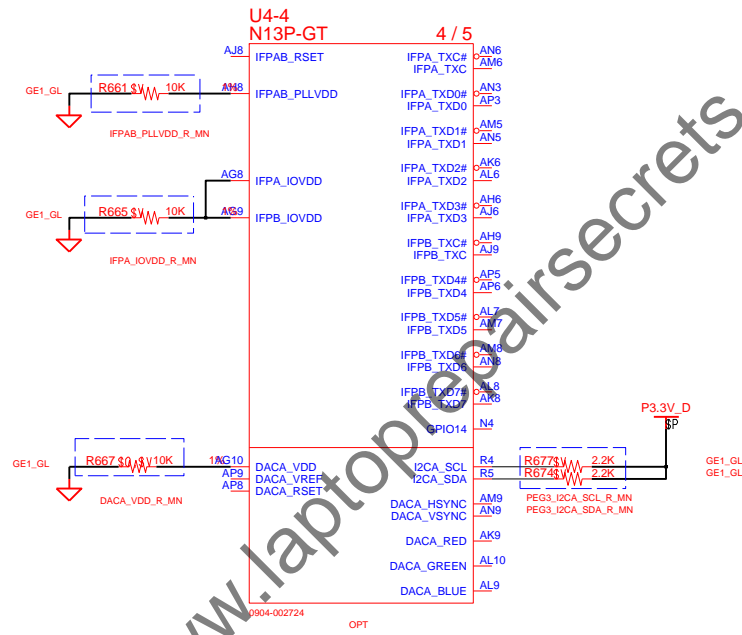 U4-4
N13P-GT 4 / 5
AJ8 IFPAB_RSET IFPA_TXC# AN6
IFPA_TXC AM6
GE1_GL R661 10K AH8 IFPAB_PLLVDD IFPA_TXD0# AN3
IFPA_TXD0 AP3
IFPAB_PLLVDD_R_MN
IFPA_TXD1# AM5
IFPA_TXD1 AN5
IFPA_TXD2# AK6
AG8 IFPA_IOVDD IFPA_TXD2 AL6
IFPA_TXD3# AH6
GE1_GL R665 10K AG9 IFPB_IOVDD IFPA_TXD3 AJ6
IFPB_TXC# AH9
IFPB_TXC AJ9
IFPA_IOVDD_R_MN
IFPB_TXD4# AP5
IFPB_TXD4 AP6
IFPB_TXD5# AL7
IFPB_TXD5 AM7
IFPB_TXD6# AM8
IFPB_TXD6 AN8
IFPB_TXD7# AL8
IFPB_TXD7 AK8
P3.3V_D
GPIO14 N4
GE1_GL R667 10K AG10 DACA_VDD I2CA_SCL R4 R677 2.2K GE1_GL
AP9 DACA_VREF I2CA_SDA R5 R674 2.2K GE1_GL
AP8 DACA_RSET
DACA_VDD_R_MN
PEG3_I2CA_SCL_R_MN
PEG3_I2CA_SDA_R_MN
DACA_HSYNC AM9
DACA_VSYNC AN9
DACA_RED AK9
DACA_GREEN AL10
DACA_BLUE AL9
0904-002724
OPT
w.laptoprepairsecrets